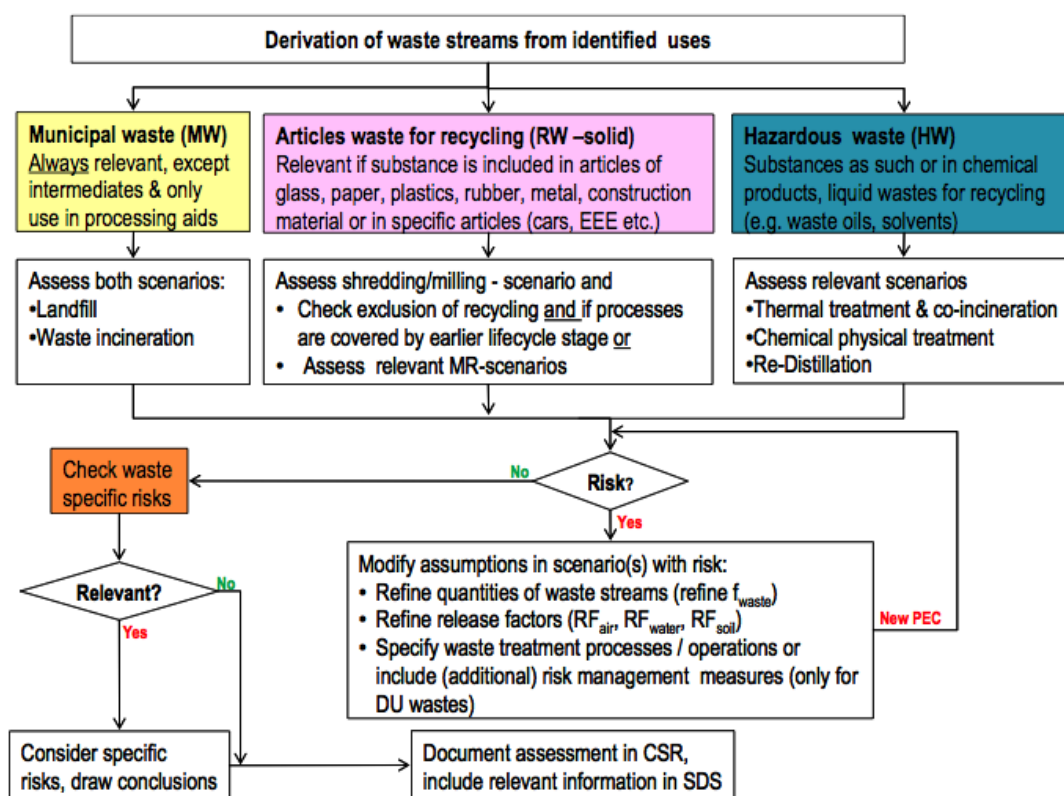 Derivation of waste streams from identified uses
Municipal waste (MW)
Always relevant, except
intermediates & only
use in processing aids
Articles waste for recycling (RW –solid)
Relevant if substance is included in articles of
glass, paper, plastics, rubber, metal, construction
material or in specific articles (cars, EEE etc.)
Hazardous waste (HW)
Substances as such or in chemical
products, liquid wastes for recycling
(e.g. waste oils, solvents)
Assess both scenarios:
•Landfill
•Waste incineration
Assess shredding/milling - scenario and
• Check exclusion of recycling and if processes
are covered by earlier lifecycle stage or
• Assess relevant MR-scenarios
Assess relevant scenarios
•Thermal treatment & co-incineration
•Chemical physical treatment
•Re-Distillation
Check waste
specific risks
No
Risk?
Yes
Relevant?
No
Yes
Modify assumptions in scenario(s) with risk:
• Refine quantities of waste streams (refine fwaste)
• Refine release factors (RFair, RFwater, RFsoil)
• Specify waste treatment processes / operations or
include (additional) risk management measures (only for
DU wastes)
New PEC
Consider specific
risks, draw conclusions
Document assessment in CSR,
include relevant information in SDS